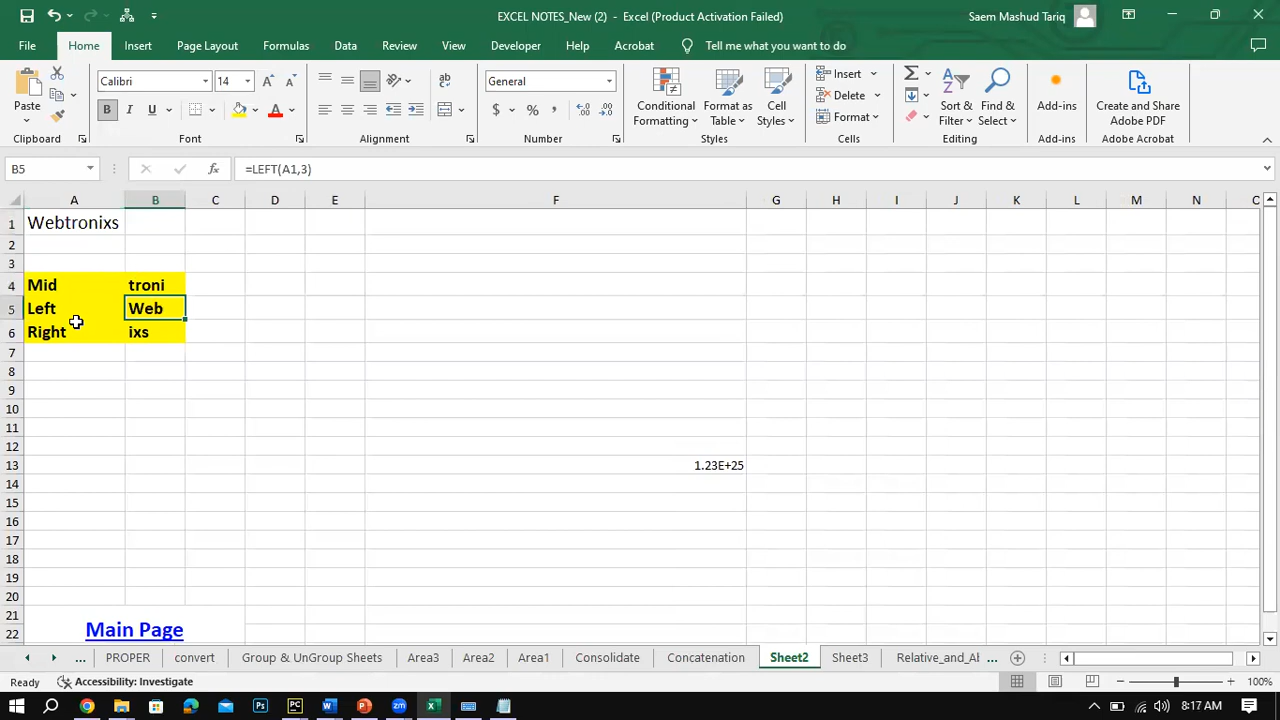 EXCEL NOTES_New (2) - Excel (Product Activation Failed)
Saem Mashud Tariq
File Home Insert Page Layout Formulas Data Review View Developer Help Acrobat Tell me what you want to do
Paste
Calibri 14
B I U
ab
General
$ % ,
Conditional Formatting
Format as Table
Cell Styles
Insert
Delete
Format
Sort & Filter
Find & Select
Add-ins
Create and Share Adobe PDF
Clipboard Font Alignment Number Styles Cells Editing Add-ins Adobe Acrobat
B5 fx =LEFT(A1,3)
A B C D E F G H I J K L M N O
1 Webtronixs
2
3
4 Mid troni
5 Left Web
6 Right ixs
7
8
9
10
11
12
13 1.23E+25
14
15
16
17
18
19
20
21
22 Main Page
... PROPER convert Group & UnGroup Sheets Area3 Area2 Area1 Consolidate Concatenation Sheet2 Sheet3 Relative_and_Al ...
Ready Accessibility: Investigate 100%
8:17 AM